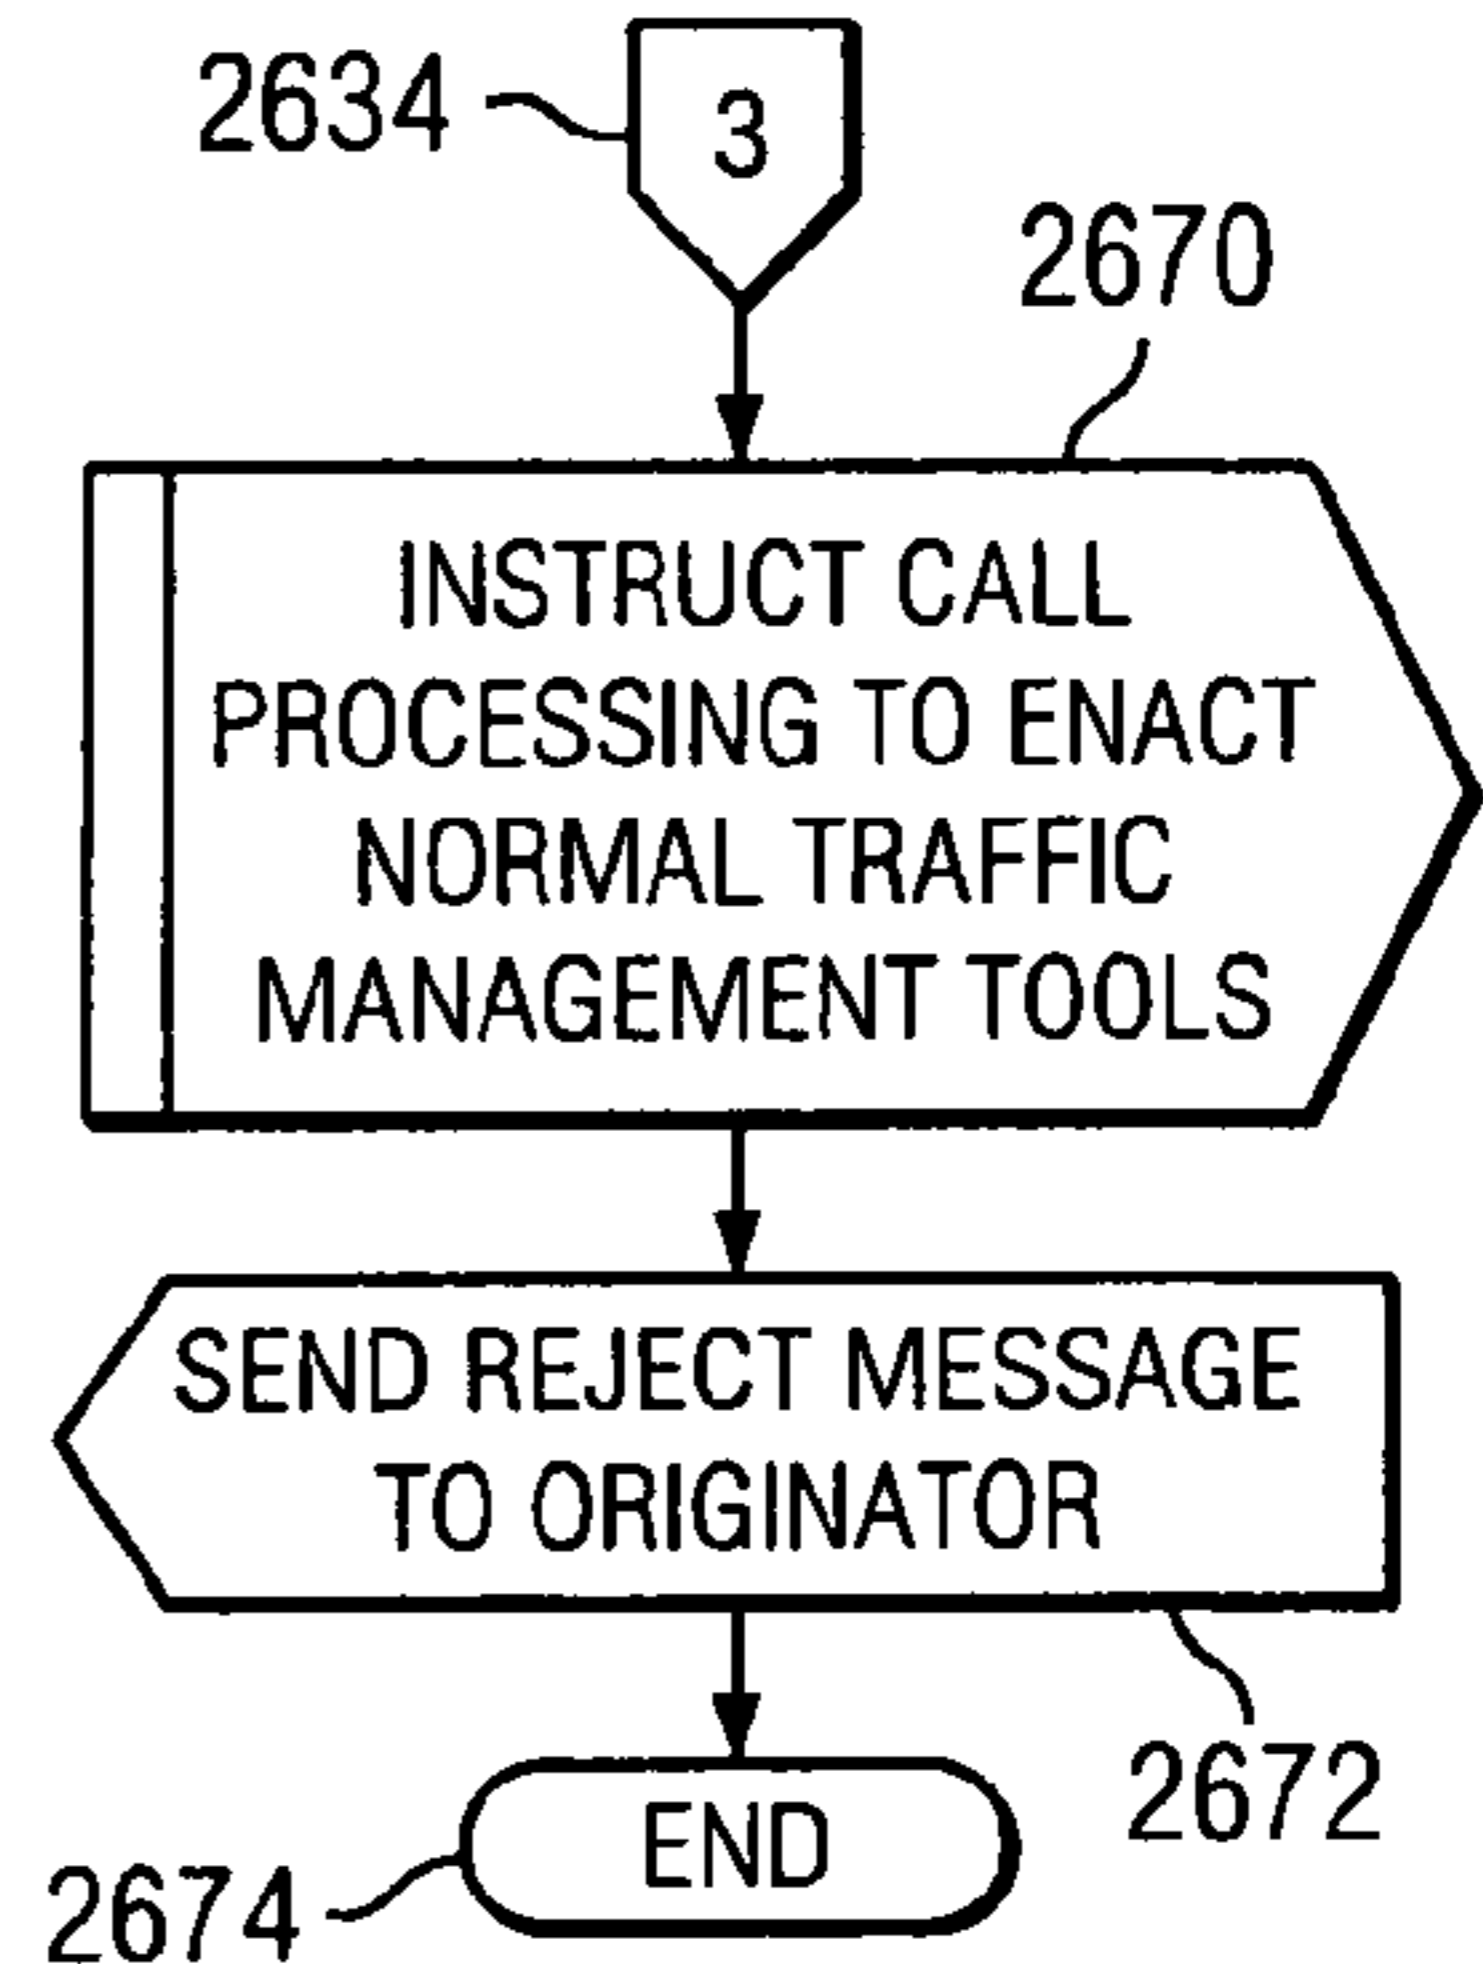 2634
3
2670
INSTRUCT CALL
PROCESSING TO ENACT
NORMAL TRAFFIC
MANAGEMENT TOOLS
SEND REJECT MESSAGE
TO ORIGINATOR
2672
END
2674